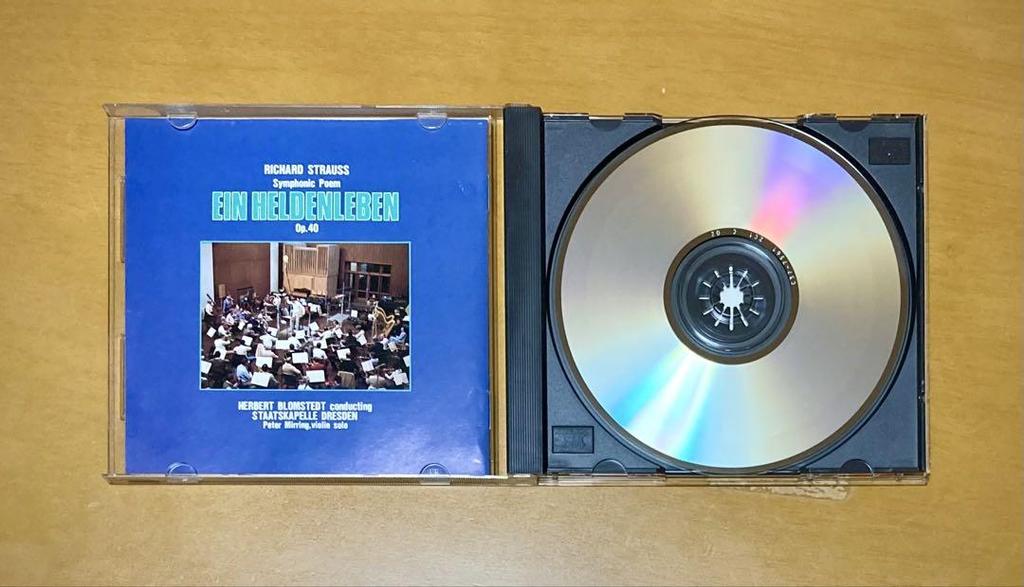 RICHARD STRAUSS
Symphonic Poem
EIN HELDENLEBEN
Op.40
HERBERT BLOMSTEDT conducting
STAATSKAPELLE DRESDEN
Peter Mirring, violin solo